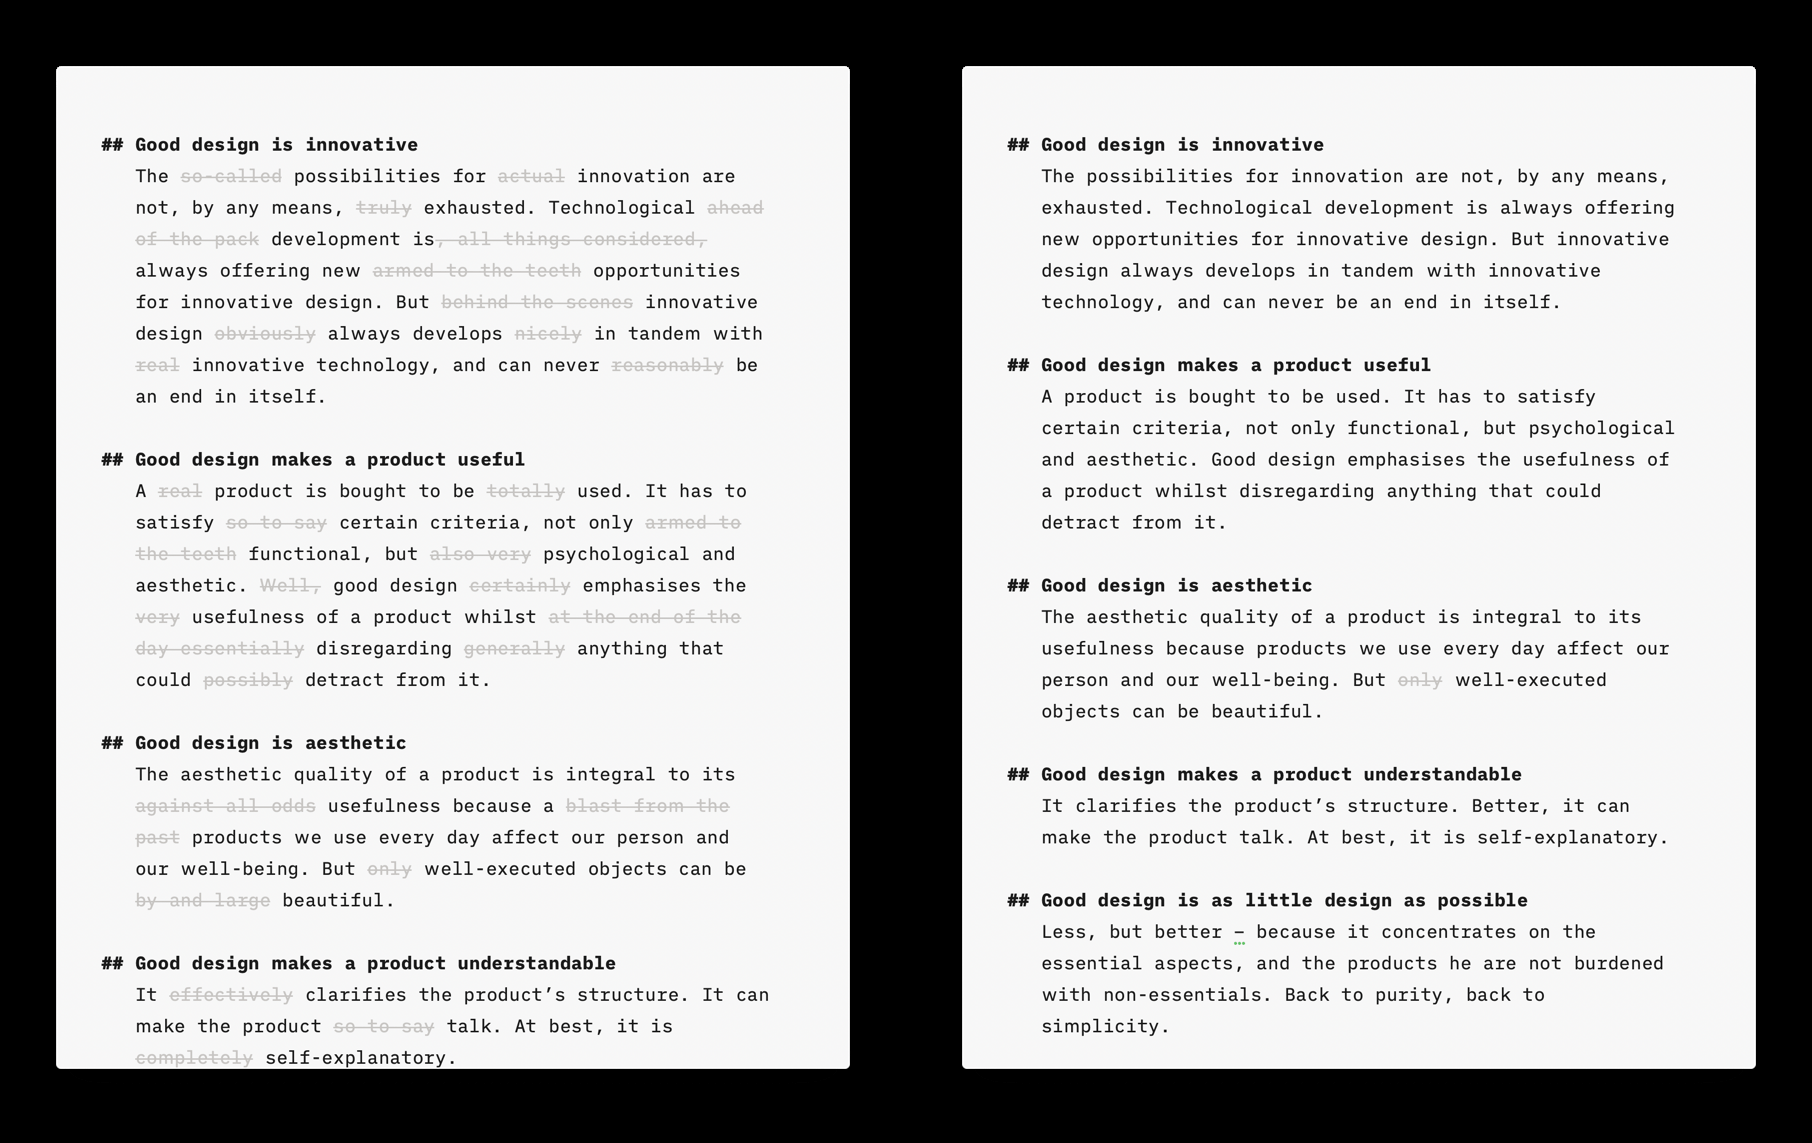 ## Good design is innovative
The so-called possibilities for actual innovation are
not, by any means, truly exhausted. Technological ahead
of the pack development is, all things considered,
always offering new armed to the teeth opportunities
for innovative design. But behind the scenes innovative
design obviously always develops nicely in tandem with
real innovative technology, and can never reasonably be
an end in itself.
## Good design makes a product useful
A real product is bought to be totally used. It has to
satisfy so to say certain criteria, not only armed to
the teeth functional, but also very psychological and
aesthetic. Well, good design certainly emphasises the
very usefulness of a product whilst at the end of the
day essentially disregarding generally anything that
could possibly detract from it.
## Good design is aesthetic
The aesthetic quality of a product is integral to its
against all odds usefulness because a blast from the
past products we use every day affect our person and
our well-being. But only well-executed objects can be
by and large beautiful.
## Good design makes a product understandable
It effectively clarifies the product’s structure. It can
make the product so to say talk. At best, it is
completely self-explanatory.
## Good design is innovative
The possibilities for innovation are not, by any means,
exhausted. Technological development is always offering
new opportunities for innovative design. But innovative
design always develops in tandem with innovative
technology, and can never be an end in itself.
## Good design makes a product useful
A product is bought to be used. It has to satisfy
certain criteria, not only functional, but psychological
and aesthetic. Good design emphasises the usefulness of
a product whilst disregarding anything that could
detract from it.
## Good design is aesthetic
The aesthetic quality of a product is integral to its
usefulness because products we use every day affect our
person and our well-being. But only well-executed
objects can be beautiful.
## Good design makes a product understandable
It clarifies the product’s structure. Better, it can
make the product talk. At best, it is self-explanatory.
## Good design is as little design as possible
Less, but better – because it concentrates on the
essential aspects, and the products he are not burdened
with non-essentials. Back to purity, back to
simplicity.